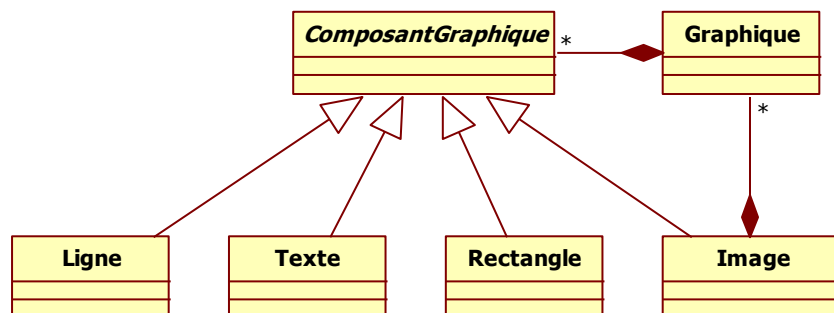 ComposantGraphique
*
Graphique
*
Ligne
Texte
Rectangle
Image